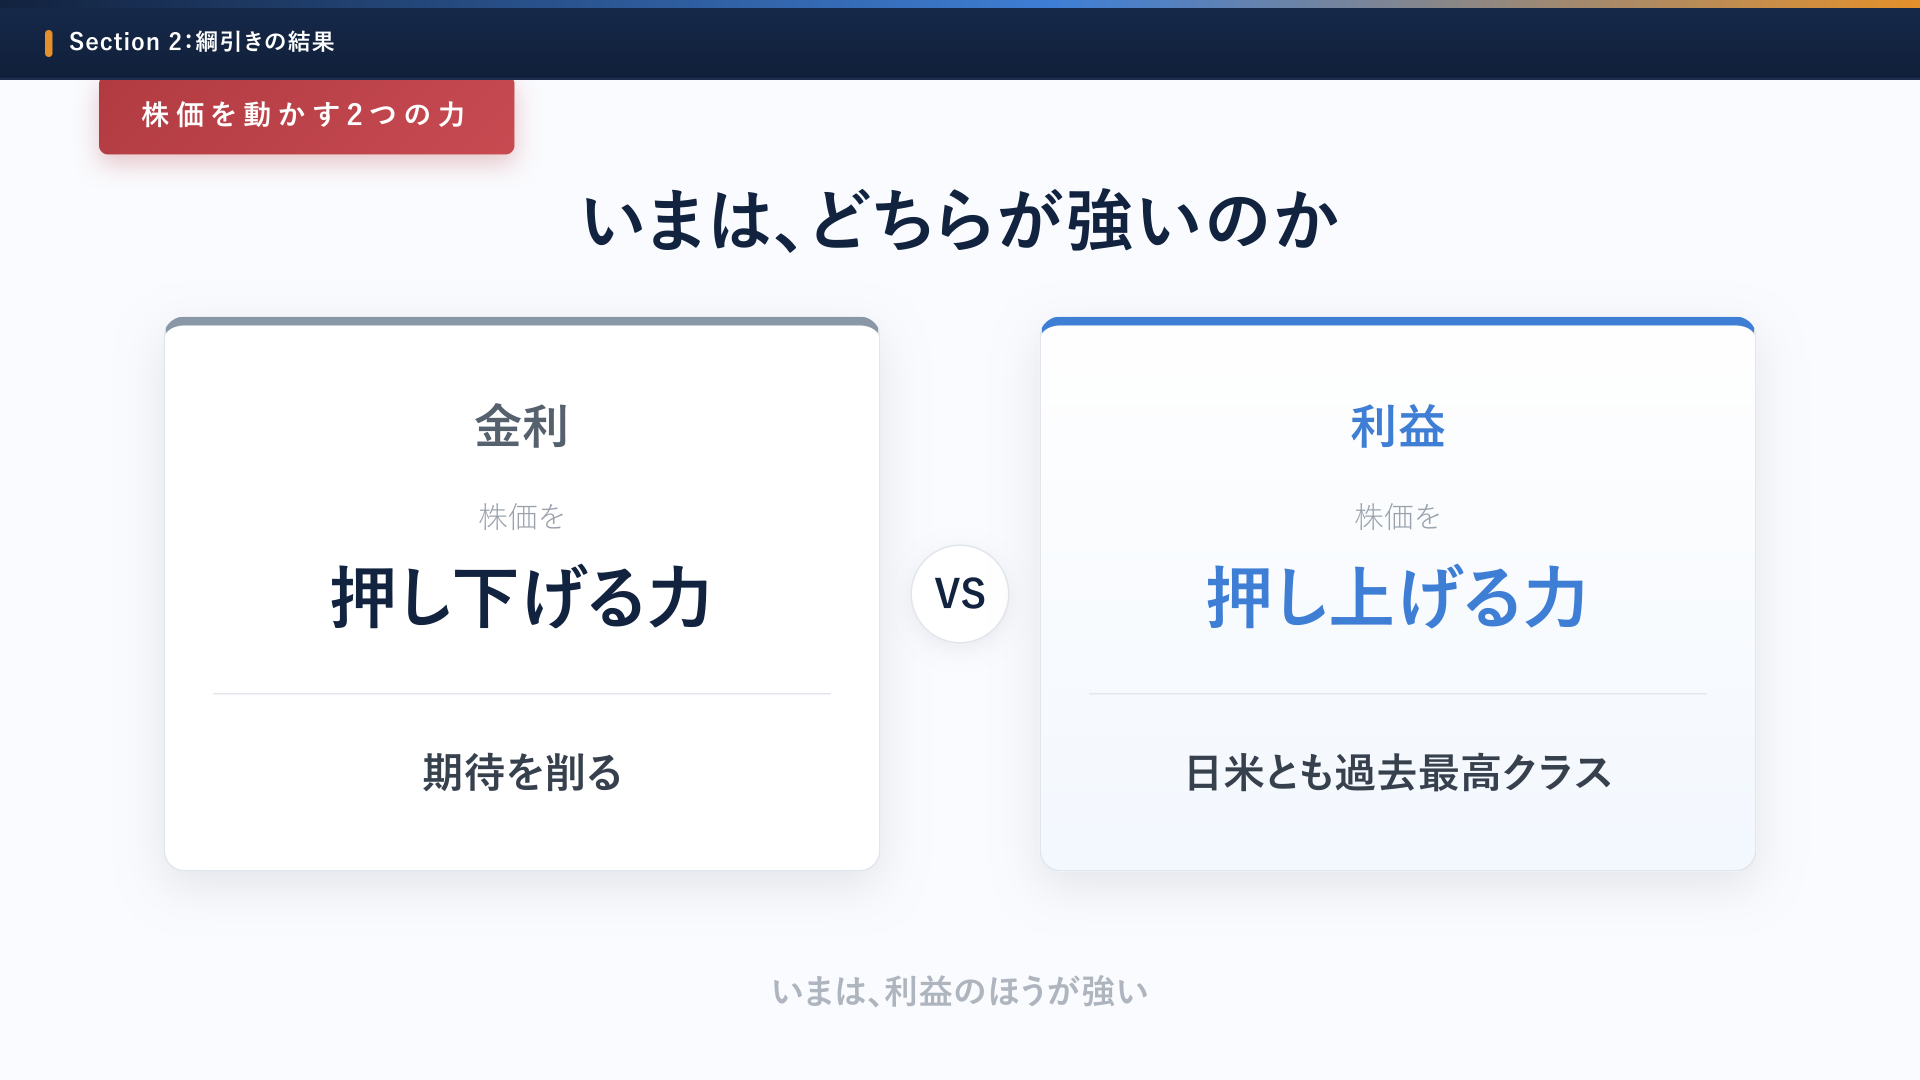 Section 2：綱引きの結果
株価を動かす2つの力
いまは、どちらが強いのか
金利
株価を
押し下げる力
期待を削る
VS
利益
株価を
押し上げる力
日米とも過去最高クラス
いまは、利益のほうが強い